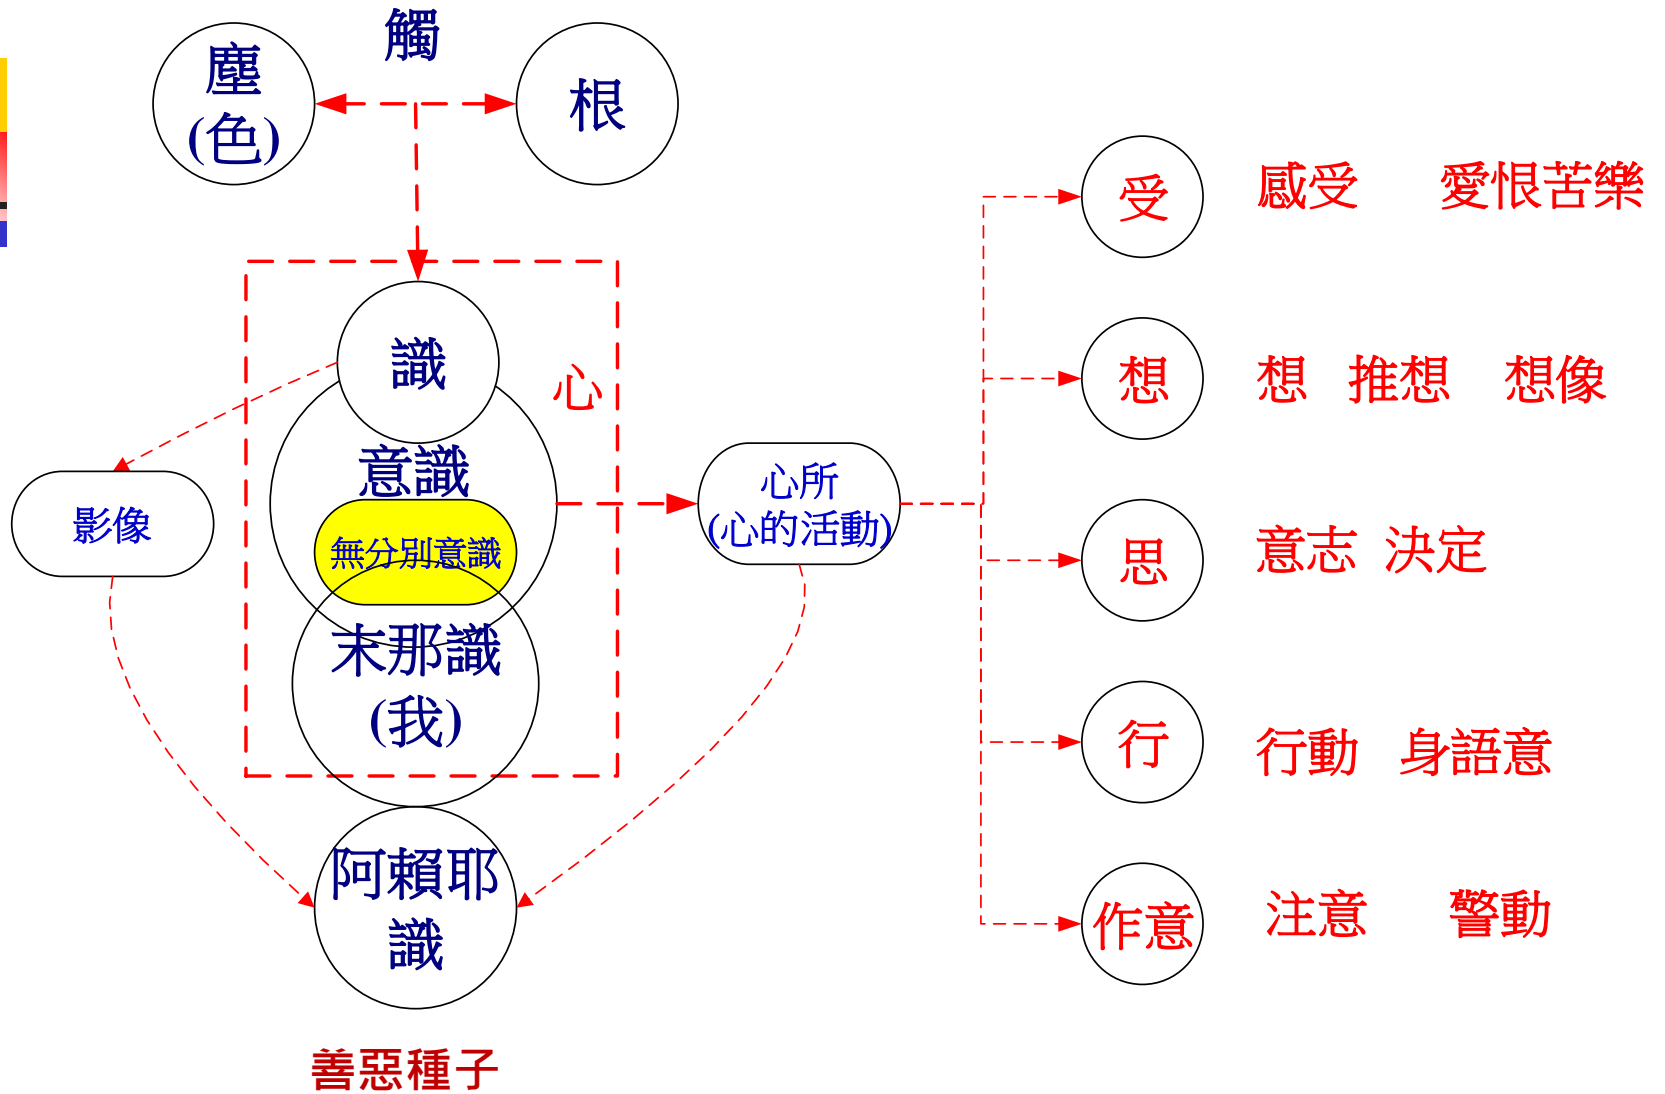 觸
塵
(色)
根
識
心
意識
無分別意識
末那識
(我)
阿賴耶
識
善惡種子
影像
心所
(心的活動)
受
感受 愛恨苦樂
想
想 推想 想像
思
意志 決定
行
行動 身語意
作意
注意 警動